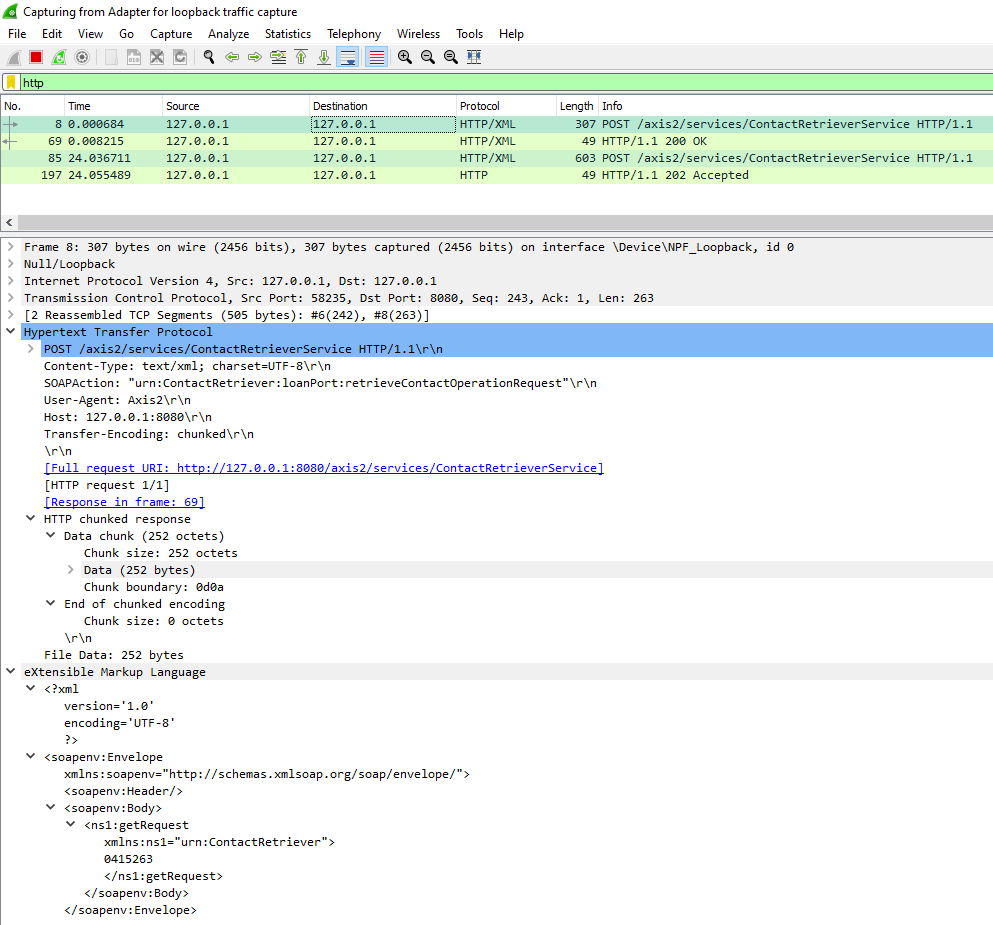 Capturing from Adapter for loopback traffic capture
File Edit View Go Capture Analyze Statistics Telephony Wireless Tools Help
http
No. Time Source Destination Protocol Length Info
8 0.000684 127.0.0.1 127.0.0.1 HTTP/XML 307 POST /axis2/services/ContactRetrieverService HTTP/1.1
69 0.008215 127.0.0.1 127.0.0.1 HTTP/XML 49 HTTP/1.1 200 OK
85 24.036711 127.0.0.1 127.0.0.1 HTTP/XML 603 POST /axis2/services/ContactRetrieverService HTTP/1.1
197 24.055489 127.0.0.1 127.0.0.1 HTTP 49 HTTP/1.1 202 Accepted
Frame 8: 307 bytes on wire (2456 bits), 307 bytes captured (2456 bits) on interface \Device\NPF_Loopback, id 0
Null/Loopback
Internet Protocol Version 4, Src: 127.0.0.1, Dst: 127.0.0.1
Transmission Control Protocol, Src Port: 58235, Dst Port: 8080, Seq: 243, Ack: 1, Len: 263
[2 Reassembled TCP Segments (505 bytes): #6(242), #8(263)]
Hypertext Transfer Protocol
POST /axis2/services/ContactRetrieverService HTTP/1.1\r\n
Content-Type: text/xml; charset=UTF-8\r\n
SOAPAction: "urn:ContactRetriever:loanPort:retrieveContactOperationRequest"\r\n
User-Agent: Axis2\r\n
Host: 127.0.0.1:8080\r\n
Transfer-Encoding: chunked\r\n
\r\n
[Full request URI: http://127.0.0.1:8080/axis2/services/ContactRetrieverService]
[HTTP request 1/1]
[Response in frame: 69]
HTTP chunked response
Data chunk (252 octets)
Chunk size: 252 octets
Data (252 bytes)
Chunk boundary: 0d0a
End of chunked encoding
Chunk size: 0 octets
\r\n
File Data: 252 bytes
eXtensible Markup Language
<?xml
version='1.0'
encoding='UTF-8'
?>
<soapenv:Envelope
xmlns:soapenv="http://schemas.xmlsoap.org/soap/envelope/">
<soapenv:Header/>
<soapenv:Body>
<ns1:getRequest
xmlns:ns1="urn:ContactRetriever">
0415263
</ns1:getRequest>
</soapenv:Body>
</soapenv:Envelope>